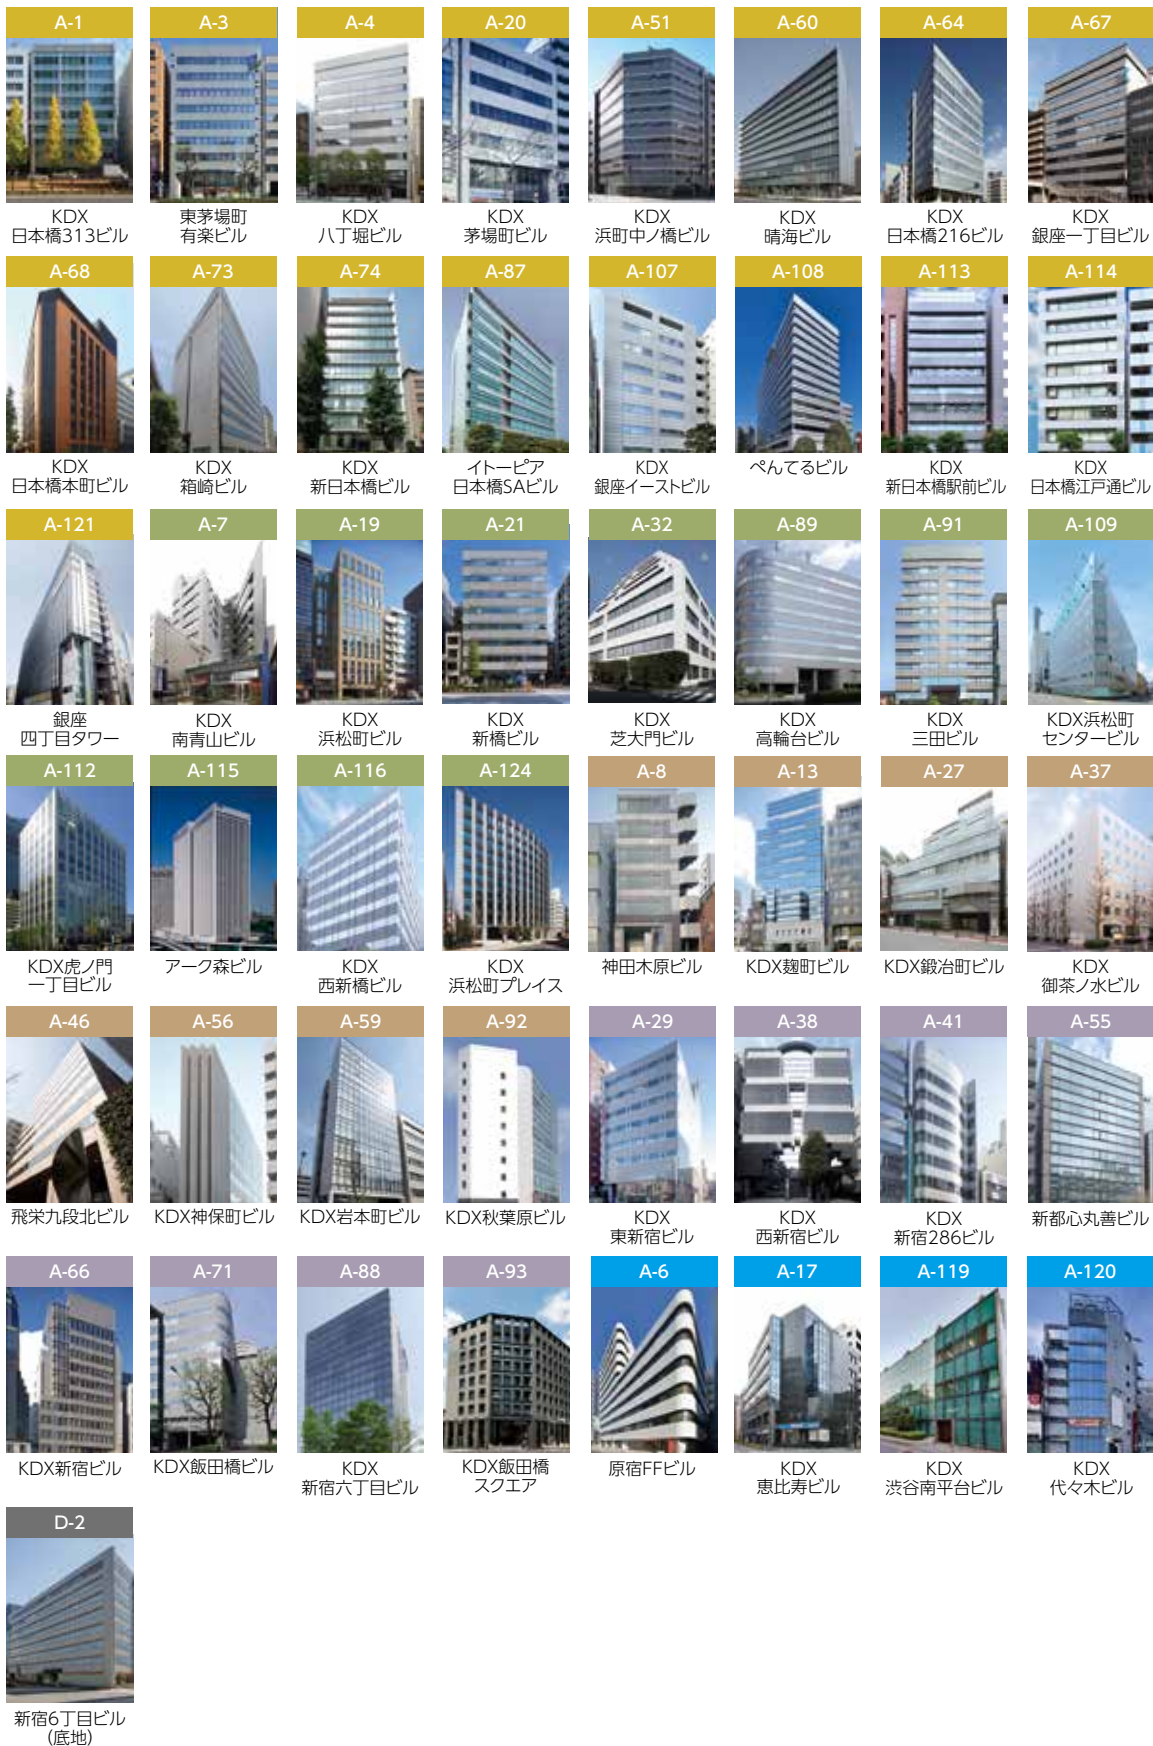 A-1
KDX
日本橋313ビル
A-3
東茅場町
有楽ビル
A-4
KDX
八丁堀ビル
A-20
KDX
茅場町ビル
A-51
KDX
浜町中ノ橋ビル
A-60
KDX
晴海ビル
A-64
KDX
日本橋216ビル
A-67
KDX
銀座一丁目ビル
A-68
KDX
日本橋本町ビル
A-73
KDX
箱崎ビル
A-74
KDX
新日本橋ビル
A-87
イトーピア
日本橋SAビル
A-107
KDX
銀座イーストビル
A-108
ぺんてるビル
A-113
KDX
新日本橋駅前ビル
A-114
KDX
日本橋江戸通ビル
A-121
銀座
四丁目タワー
A-7
KDX
南青山ビル
A-19
KDX
浜松町ビル
A-21
KDX
新橋ビル
A-32
KDX
芝大門ビル
A-89
KDX
高輪台ビル
A-91
KDX
三田ビル
A-109
KDX浜松町
センタービル
A-112
KDX虎ノ門
一丁目ビル
A-115
アーク森ビル
A-116
KDX
西新橋ビル
A-124
KDX
浜松町プレイス
A-8
神田木原ビル
A-13
KDX麹町ビル
A-27
KDX鍛冶町ビル
A-37
KDX
御茶ノ水ビル
A-46
飛栄九段北ビル
A-56
KDX神保町ビル
A-59
KDX岩本町ビル
A-92
KDX秋葉原ビル
A-29
KDX
東新宿ビル
A-38
KDX
西新宿ビル
A-41
KDX
新宿286ビル
A-55
新都心丸善ビル
A-66
KDX新宿ビル
A-71
KDX飯田橋ビル
A-88
KDX
新宿六丁目ビル
A-93
KDX飯田橋
スクエア
A-6
原宿FFビル
A-17
KDX
恵比寿ビル
A-119
KDX
渋谷南平台ビル
A-120
KDX
代々木ビル
D-2
新宿6丁目ビル
(底地)